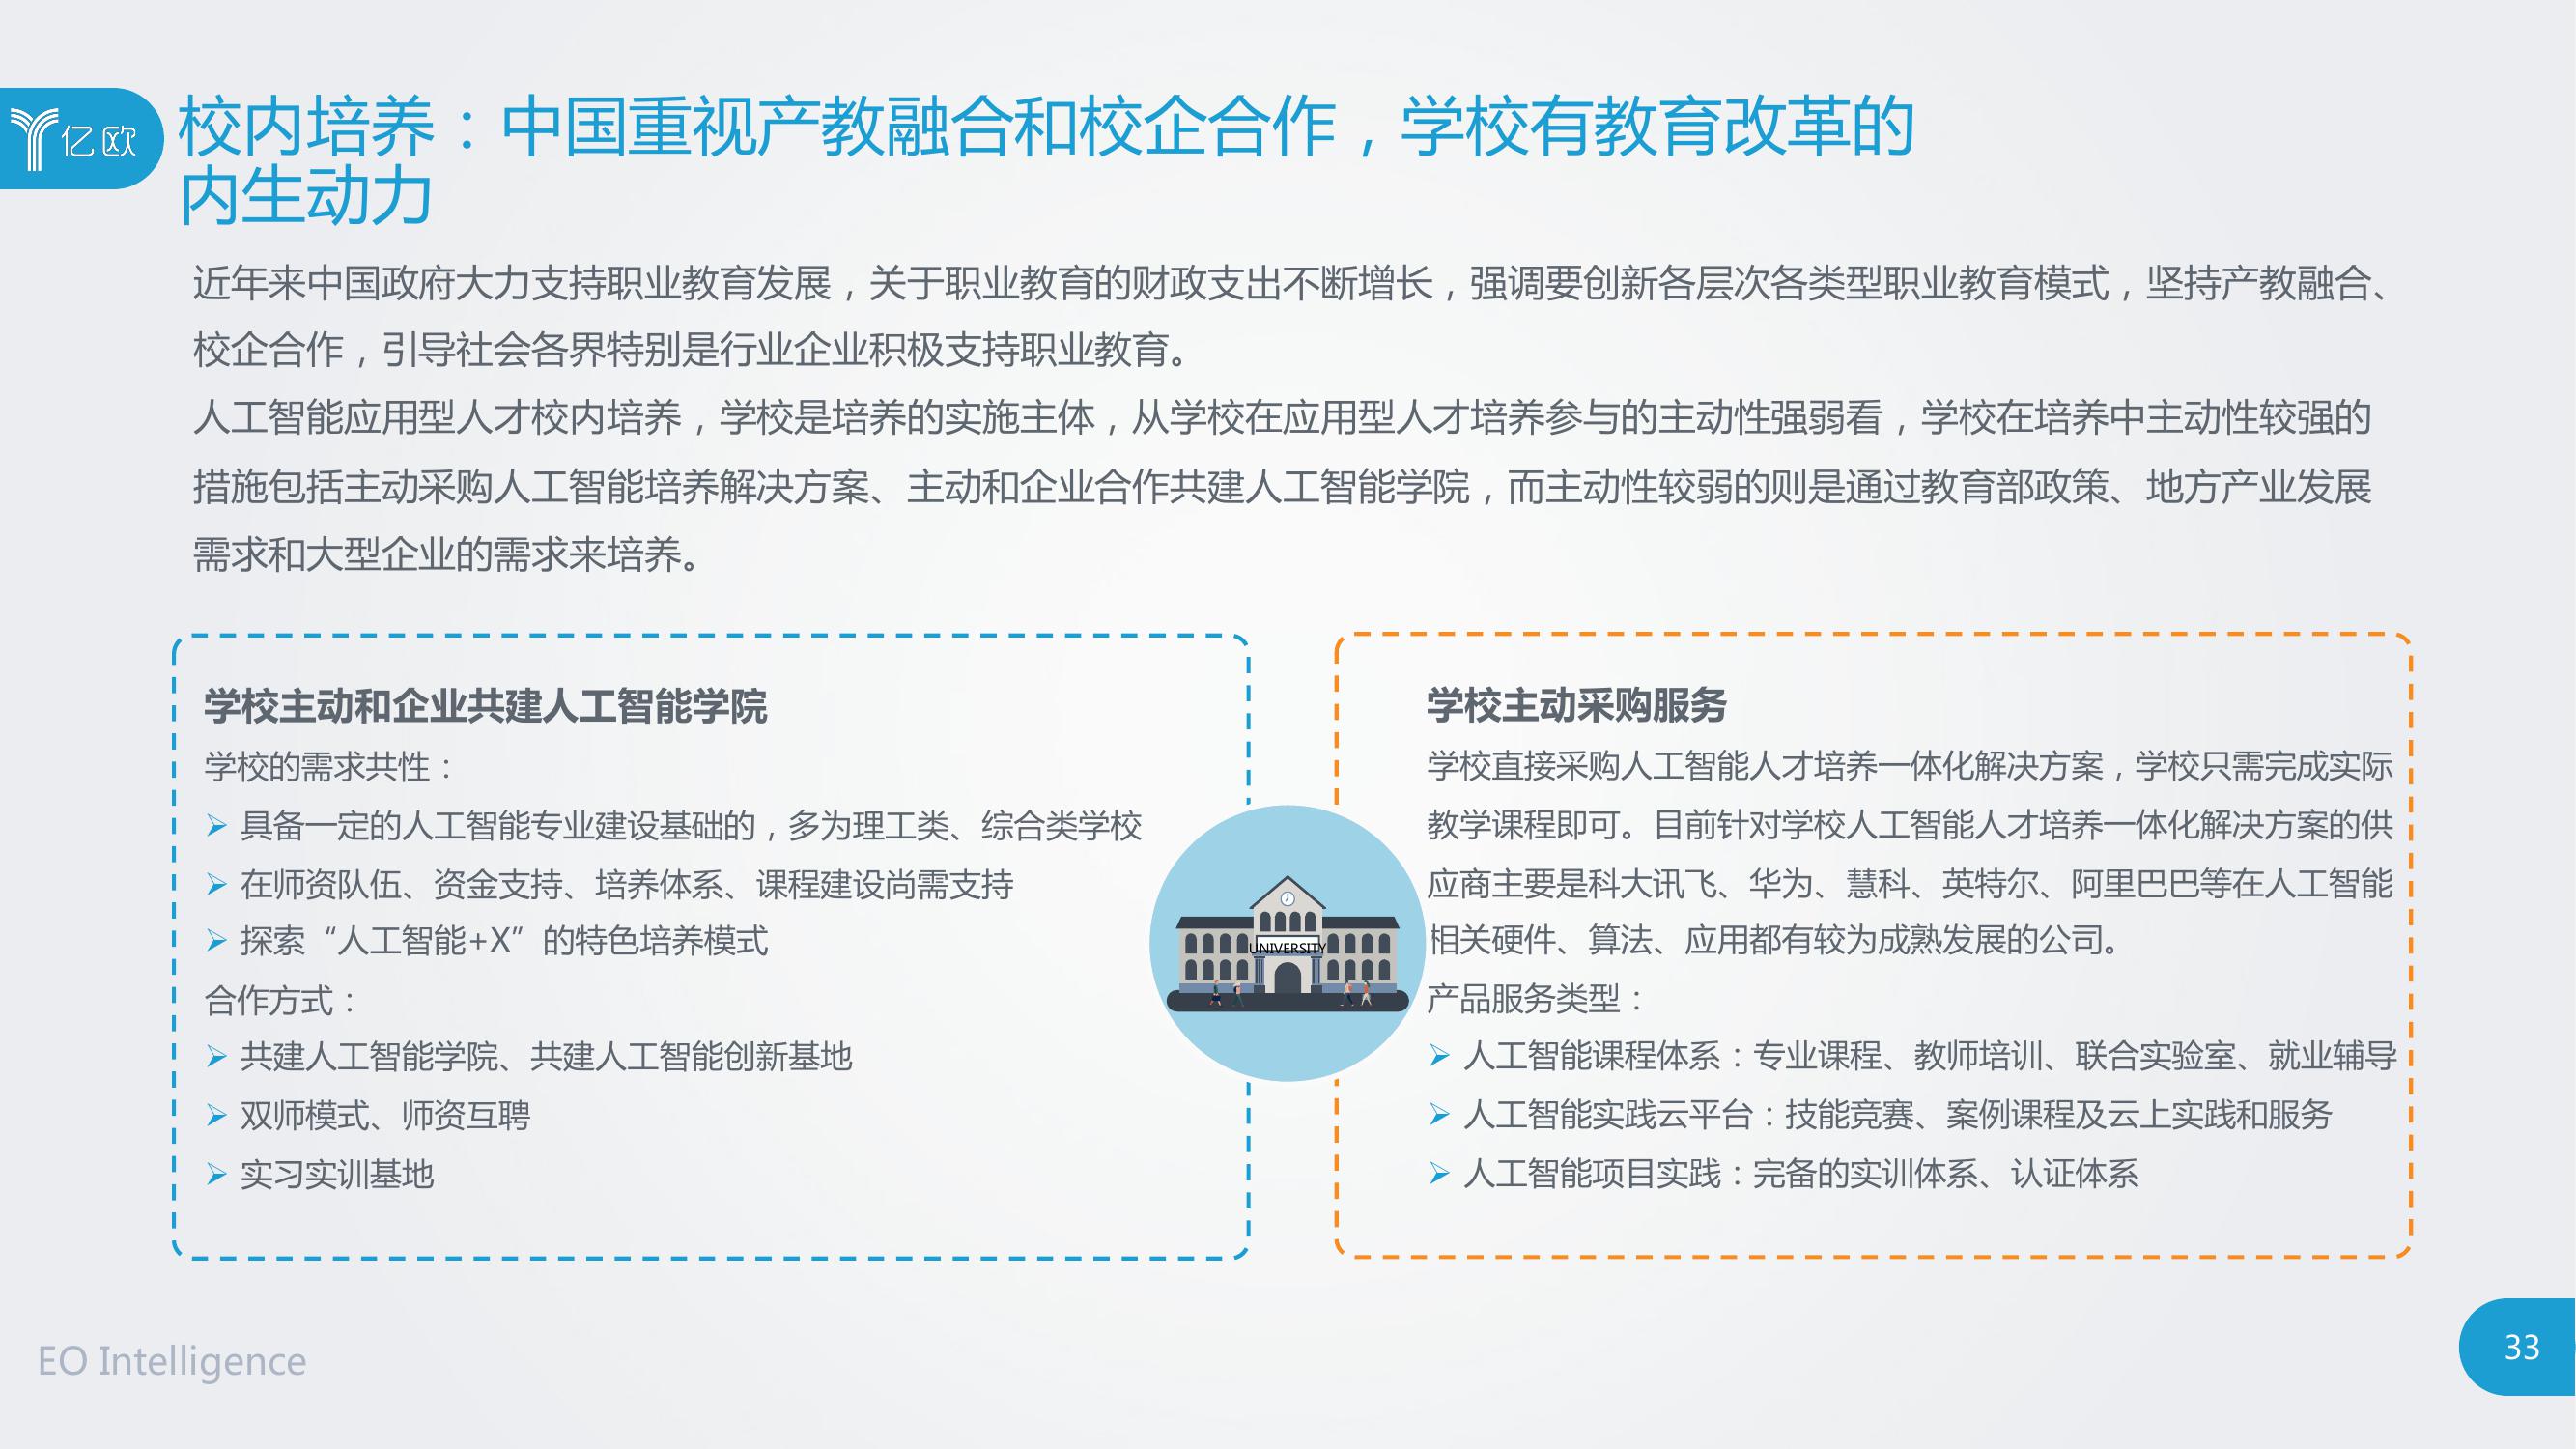 亿欧
校内培养：中国重视产教融合和校企合作，学校有教育改革的
内生动力
近年来中国政府大力支持职业教育发展，关于职业教育的财政支出不断增长，强调要创新各层次各类型职业教育模式，坚持产教融合、
校企合作，引导社会各界特别是行业企业积极支持职业教育。
人工智能应用型人才校内培养，学校是培养的实施主体，从学校在应用型人才培养参与的主动性强弱看，学校在培养中主动性较强的
措施包括主动采购人工智能培养解决方案、主动和企业合作共建人工智能学院，而主动性较弱的则是通过教育部政策、地方产业发展
需求和大型企业的需求来培养。
学校主动和企业共建人工智能学院
学校的需求共性：
➢ 具备一定的人工智能专业建设基础的，多为理工类、综合类学校
➢ 在师资队伍、资金支持、培养体系、课程建设尚需支持
➢ 探索“人工智能+X”的特色培养模式
合作方式：
➢ 共建人工智能学院、共建人工智能创新基地
➢ 双师模式、师资互聘
➢ 实习实训基地
UNIVERSITY
学校主动采购服务
学校直接采购人工智能人才培养一体化解决方案，学校只需完成实际
教学课程即可。目前针对学校人工智能人才培养一体化解决方案的供
应商主要是科大讯飞、华为、慧科、英特尔、阿里巴巴等在人工智能
相关硬件、算法、应用都有较为成熟发展的公司。
产品服务类型：
➢ 人工智能课程体系：专业课程、教师培训、联合实验室、就业辅导
➢ 人工智能实践云平台：技能竞赛、案例课程及云上实践和服务
➢ 人工智能项目实践：完备的实训体系、认证体系
EO Intelligence
33